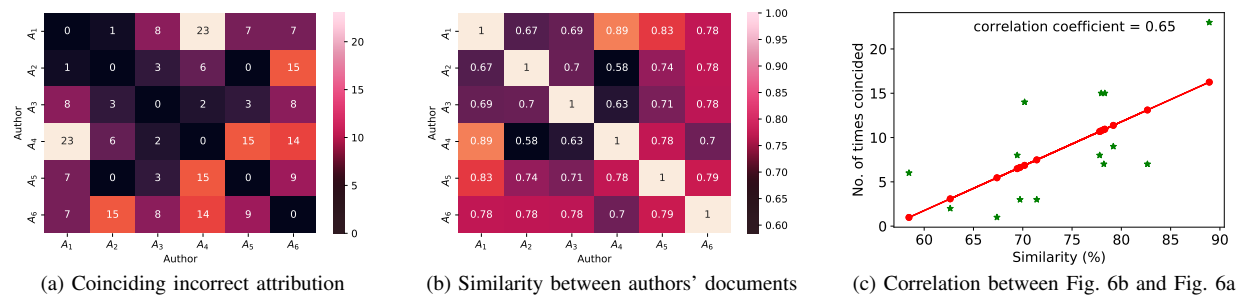 A1 0 1 8 23 7 7
A2 1 0 3 6 0 15
A3 8 3 0 2 3 8
A4 23 6 2 0 15 14
A5 7 0 3 15 0 9
A6 7 15 8 14 9 0
A1 A2 A3 A4 A5 A6
Author
Author
20
15
10
5
0
(a) Coinciding incorrect attribution
A1 1 0.67 0.69 0.89 0.83 0.78
A2 0.67 1 0.7 0.58 0.74 0.78
A3 0.69 0.7 1 0.63 0.71 0.78
A4 0.89 0.58 0.63 1 0.78 0.7
A5 0.83 0.74 0.71 0.78 1 0.79
A6 0.78 0.78 0.78 0.7 0.79 1
A1 A2 A3 A4 A5 A6
Author
Author
1.00
0.95
0.90
0.85
0.80
0.75
0.70
0.65
0.60
(b) Similarity between authors' documents
correlation coefficient = 0.65
No. of times coincided
20
15
10
5
0
60 65 70 75 80 85 90
Similarity (%)
(c) Correlation between Fig. 6b and Fig. 6a